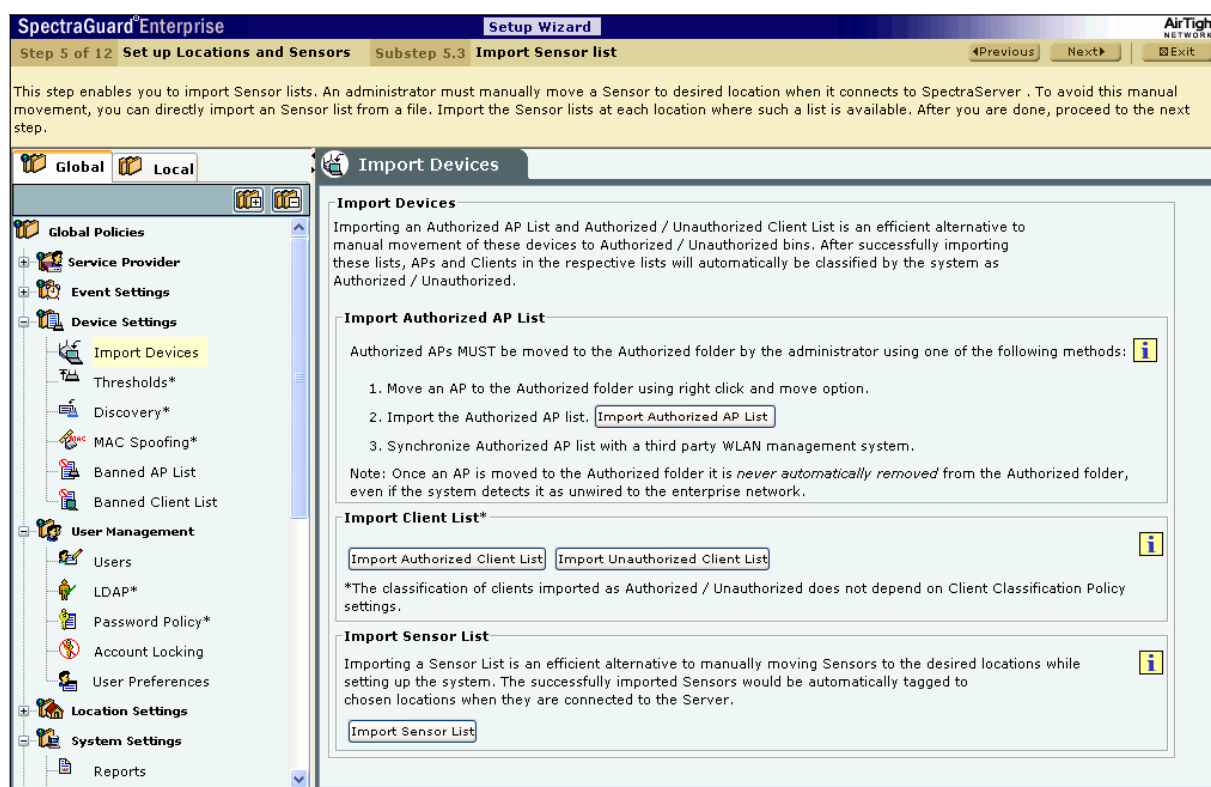 SpectraGuard® Enterprise Setup Wizard AirTigh
NETWORK
Step 5 of 12 Set up Locations and Sensors Substep 5.3 Import Sensor list Previous Next Exit
This step enables you to import Sensor lists. An administrator must manually move a Sensor to desired location when it connects to SpectraServer . To avoid this manual
movement, you can directly import an Sensor list from a file. Import the Sensor lists at each location where such a list is available. After you are done, proceed to the next
step.
Global Local
Global Policies
Service Provider
Event Settings
Device Settings
Import Devices
Thresholds*
Discovery*
MAC Spoofing*
Banned AP List
Banned Client List
User Management
Users
LDAP*
Password Policy*
Account Locking
User Preferences
Location Settings
System Settings
Reports
Import Devices
Import Devices
Importing an Authorized AP List and Authorized / Unauthorized Client List is an efficient alternative to
manual movement of these devices to Authorized / Unauthorized bins. After successfully importing
these lists, APs and Clients in the respective lists will automatically be classified by the system as
Authorized / Unauthorized.
Import Authorized AP List
Authorized APs MUST be moved to the Authorized folder by the administrator using one of the following methods: i
1. Move an AP to the Authorized folder using right click and move option.
2. Import the Authorized AP list. Import Authorized AP List
3. Synchronize Authorized AP list with a third party WLAN management system.
Note: Once an AP is moved to the Authorized folder it is never automatically removed from the Authorized folder,
even if the system detects it as unwired to the enterprise network.
Import Client List*
i
Import Authorized Client List Import Unauthorized Client List
*The classification of clients imported as Authorized / Unauthorized does not depend on Client Classification Policy
settings.
Import Sensor List
Importing a Sensor List is an efficient alternative to manually moving Sensors to the desired locations while i
setting up the system. The successfully imported Sensors would be automatically tagged to
chosen locations when they are connected to the Server.
Import Sensor List